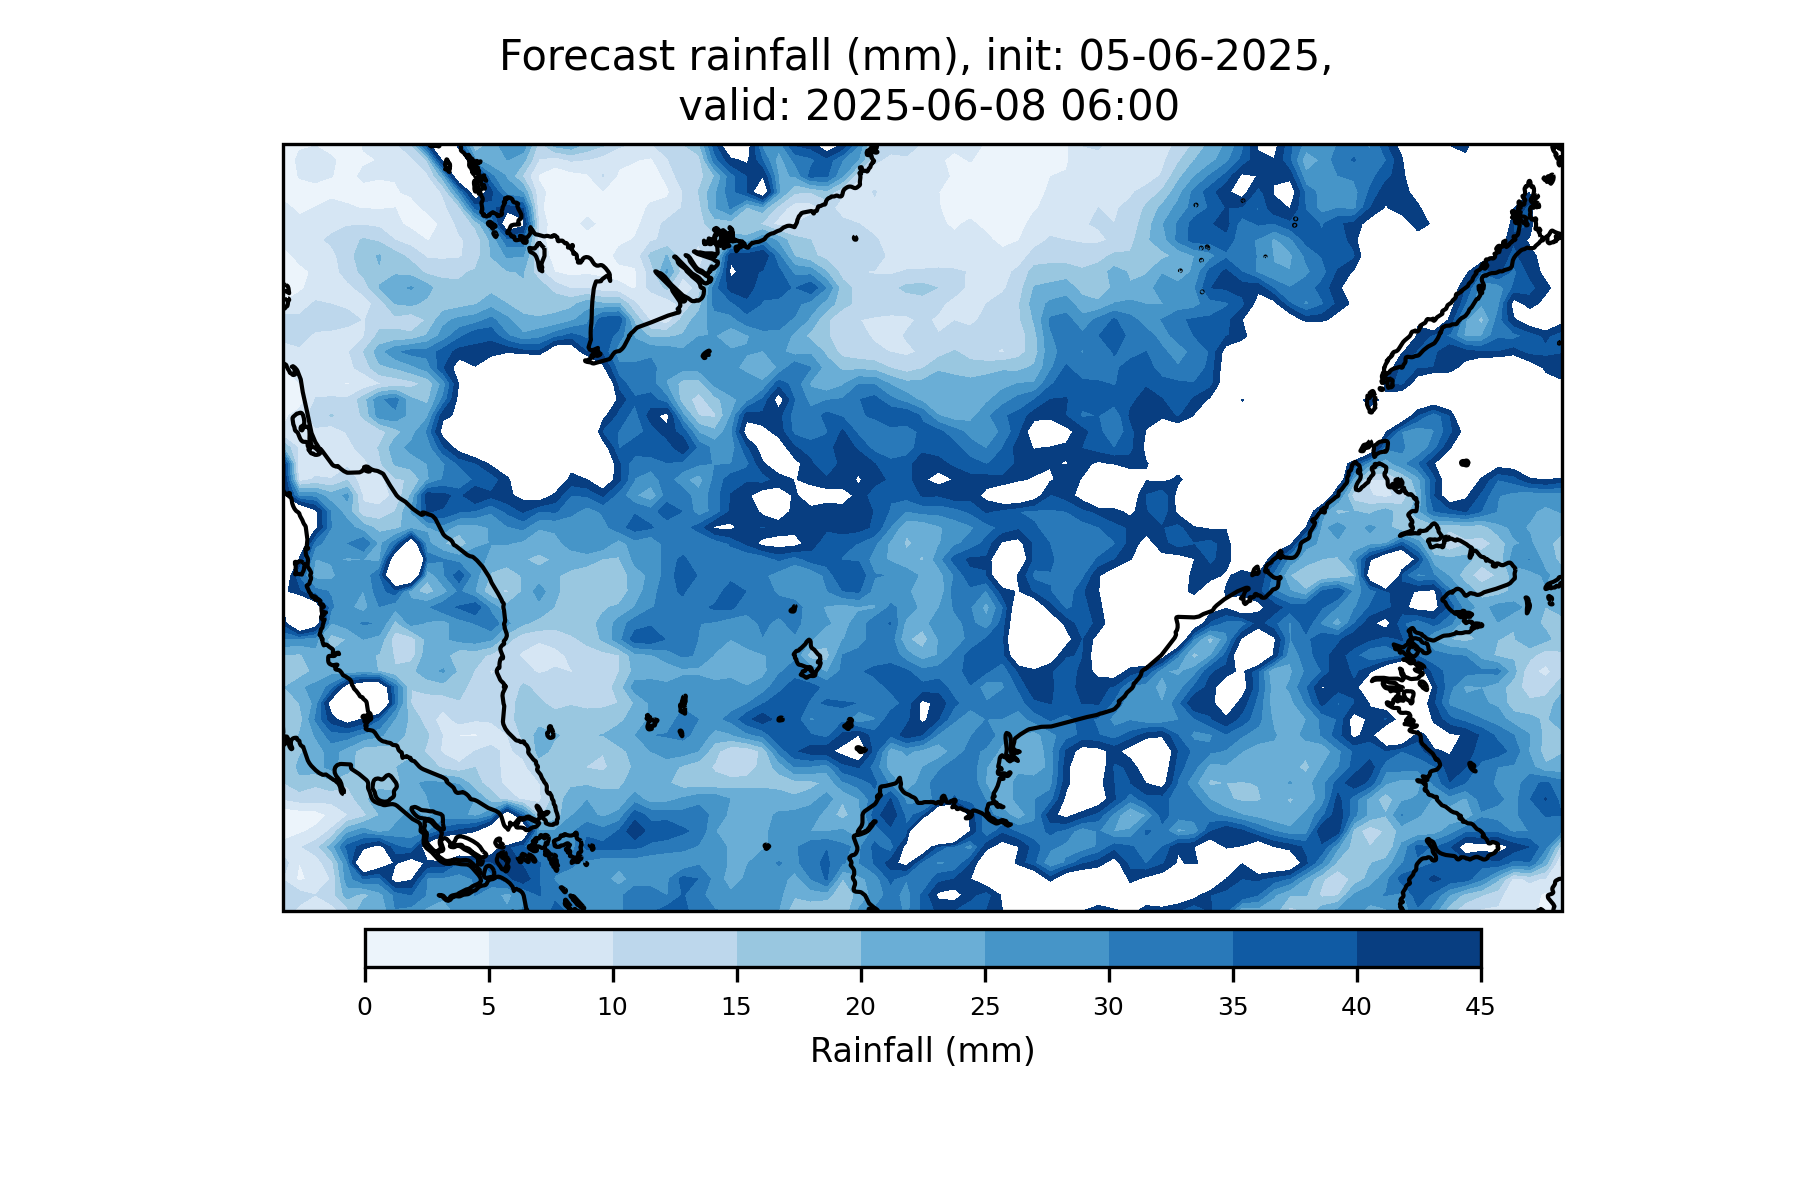 Forecast rainfall (mm), init: 05-06-2025,
valid: 2025-06-08 06:00
0 5 10 15 20 25 30 35 40 45
Rainfall (mm)